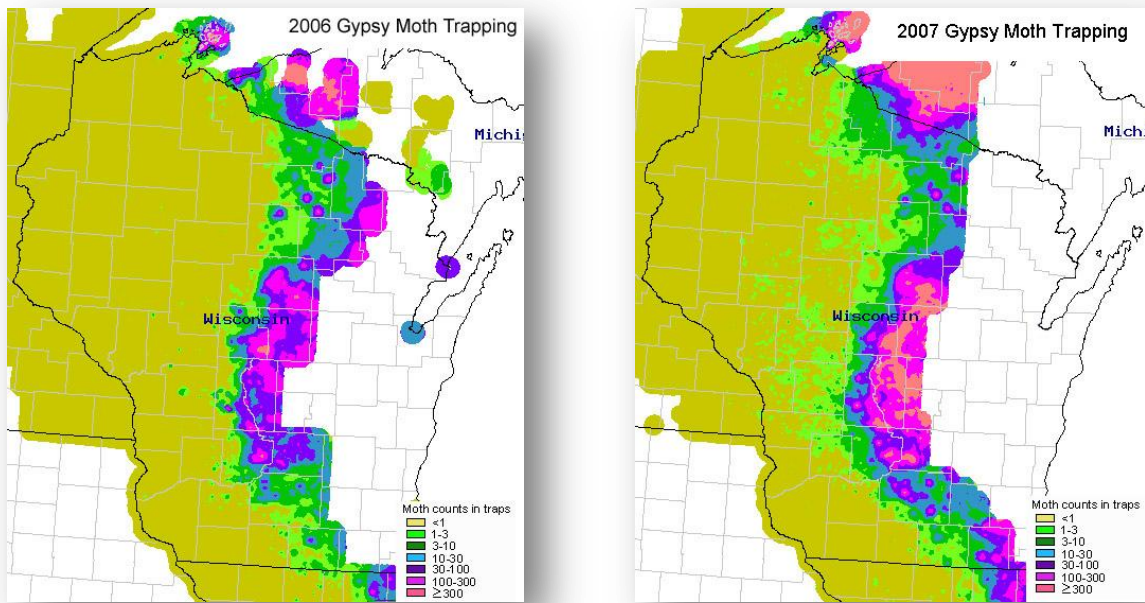 2006 Gypsy Moth Trapping
Michi
Wisconsin
Moth counts in traps
<1
1-3
3-10
10-30
30-100
100-300
≥300
2007 Gypsy Moth Trapping
Mich
Wisconsin
Moth counts in traps
<1
1-3
3-10
10-30
30-100
100-300
≥300